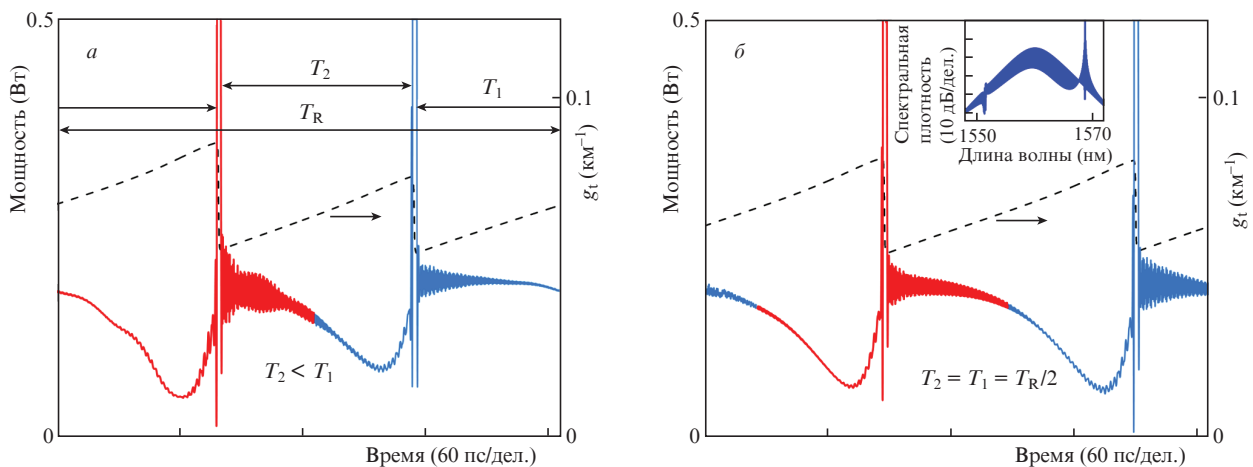 0.5
а
T2
T1
TR
0.1
Мощность (Вт)
gt (км–1)
T2 < T1
0
0
Время (60 пс/дел.)
0.5
б
Спектральная
плотность
(10 дБ/дел.)
1550
1570
Длина волны (нм)
0.1
Мощность (Вт)
gt (км–1)
T2 = T1 = TR/2
0
0
Время (60 пс/дел.)